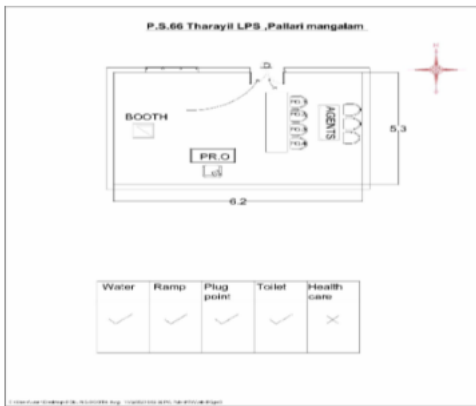 P.S.66 Tharayil LPS ,Pallari mangalam
BOOTH
PR.O
AGENTS
5.3
6.2
Water Ramp Plug point Toilet Health care